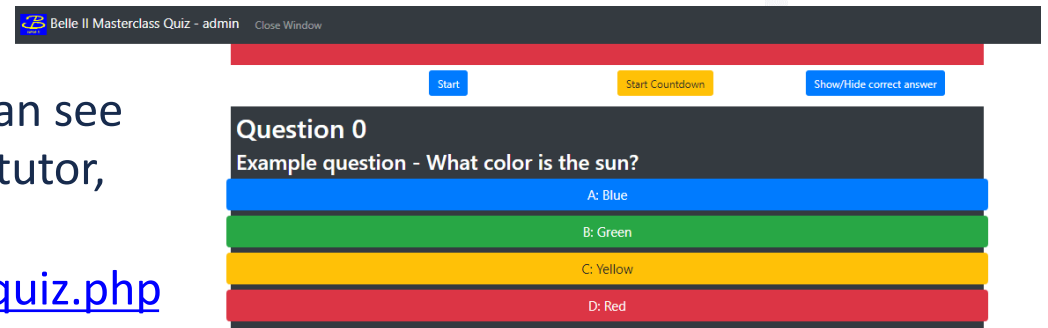 Belle II Masterclass Quiz - admin Close Window
Start Start Countdown Show/Hide correct answer
an see
tutor,
quiz.php
Question 0
Example question - What color is the sun?
A: Blue
B: Green
C: Yellow
D: Red